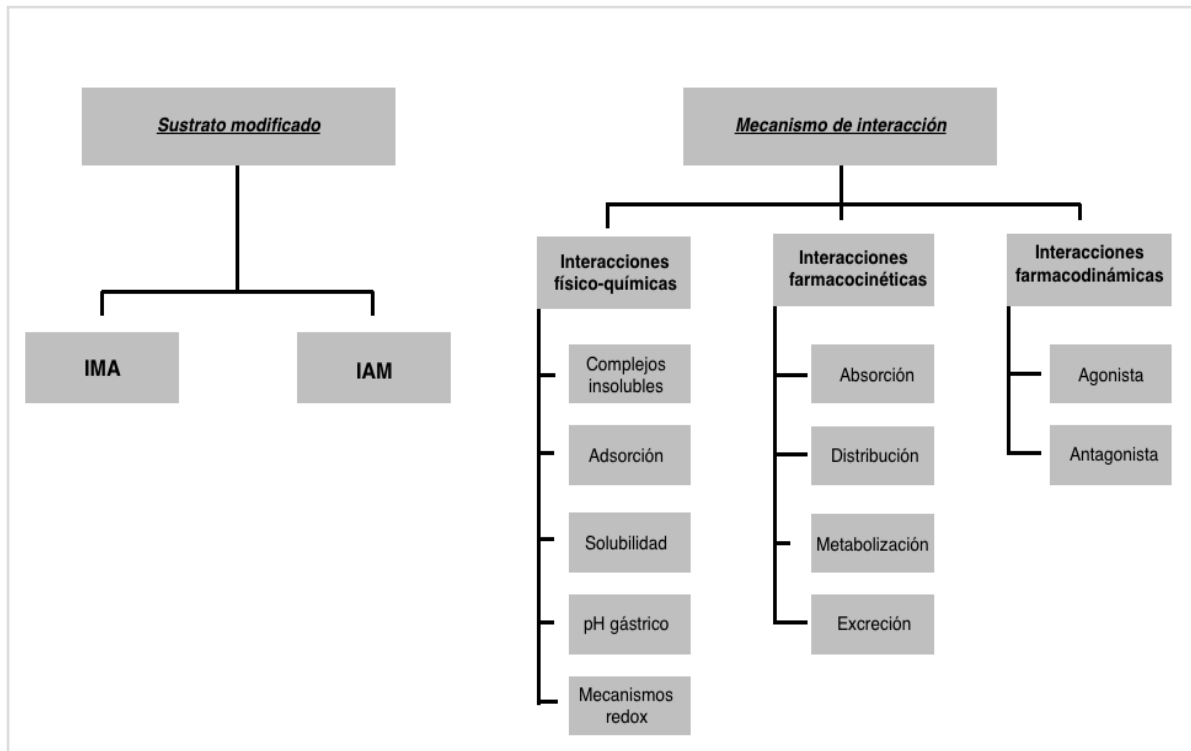 Sustrato modificado
IMA
IAM
Mecanismo de interacción
Interacciones
físico-químicas
Complejos
insolubles
Adsorción
Solubilidad
pH gástrico
Mecanismos
redox
Interacciones
farmacocinéticas
Absorción
Distribución
Metabolización
Excreción
Interacciones
farmacodinámicas
Agonista
Antagonista